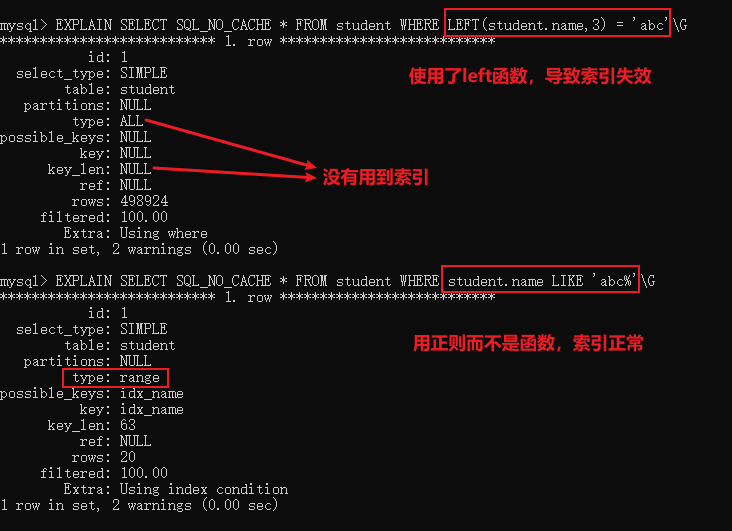 mysql> EXPLAIN SELECT SQL_NO_CACHE * FROM student WHERE LEFT(student.name,3) = 'abc'\G
*************************** 1. row ***************************
id: 1
select_type: SIMPLE
使用了left函数，导致索引失效
table: student
partitions: NULL
type: ALL
possible_keys: NULL
key: NULL
key_len: NULL
没有用到索引
ref: NULL
rows: 498924
filtered: 100.00
Extra: Using where
1 row in set, 2 warnings (0.00 sec)
mysql> EXPLAIN SELECT SQL_NO_CACHE * FROM student WHERE student.name LIKE 'abc%'\G
*************************** 1. row ***************************
id: 1
select_type: SIMPLE
table: student
用正则而不是函数，索引正常
partitions: NULL
type: range
possible_keys: idx_name
key: idx_name
key_len: 63
ref: NULL
rows: 20
filtered: 100.00
Extra: Using index condition
1 row in set, 2 warnings (0.00 sec)